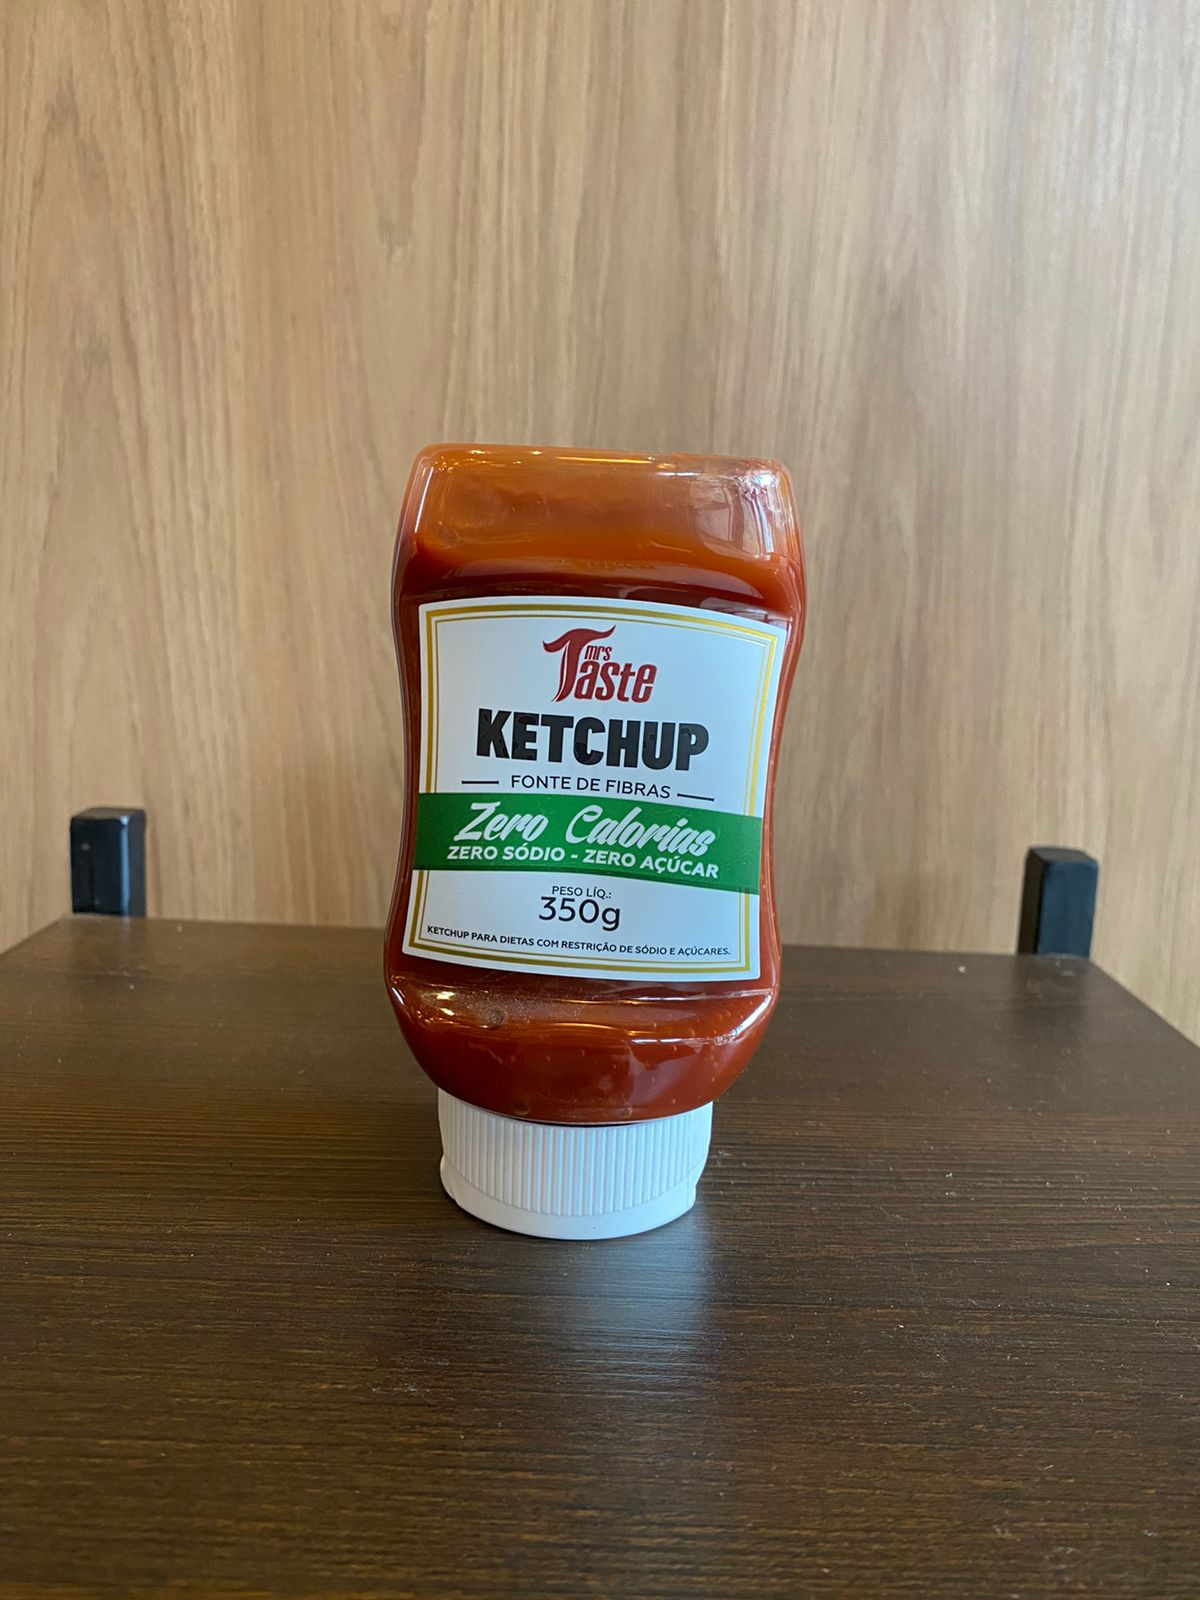 mrs
Taste
KETCHUP
FONTE DE FIBRAS
Zero Calorias
ZERO SÓDIO - ZERO AÇÚCAR
PESO LÍQ.:
350g
KETCHUP PARA DIETAS COM RESTRIÇÃO DE SÓDIO E AÇÚCARES.